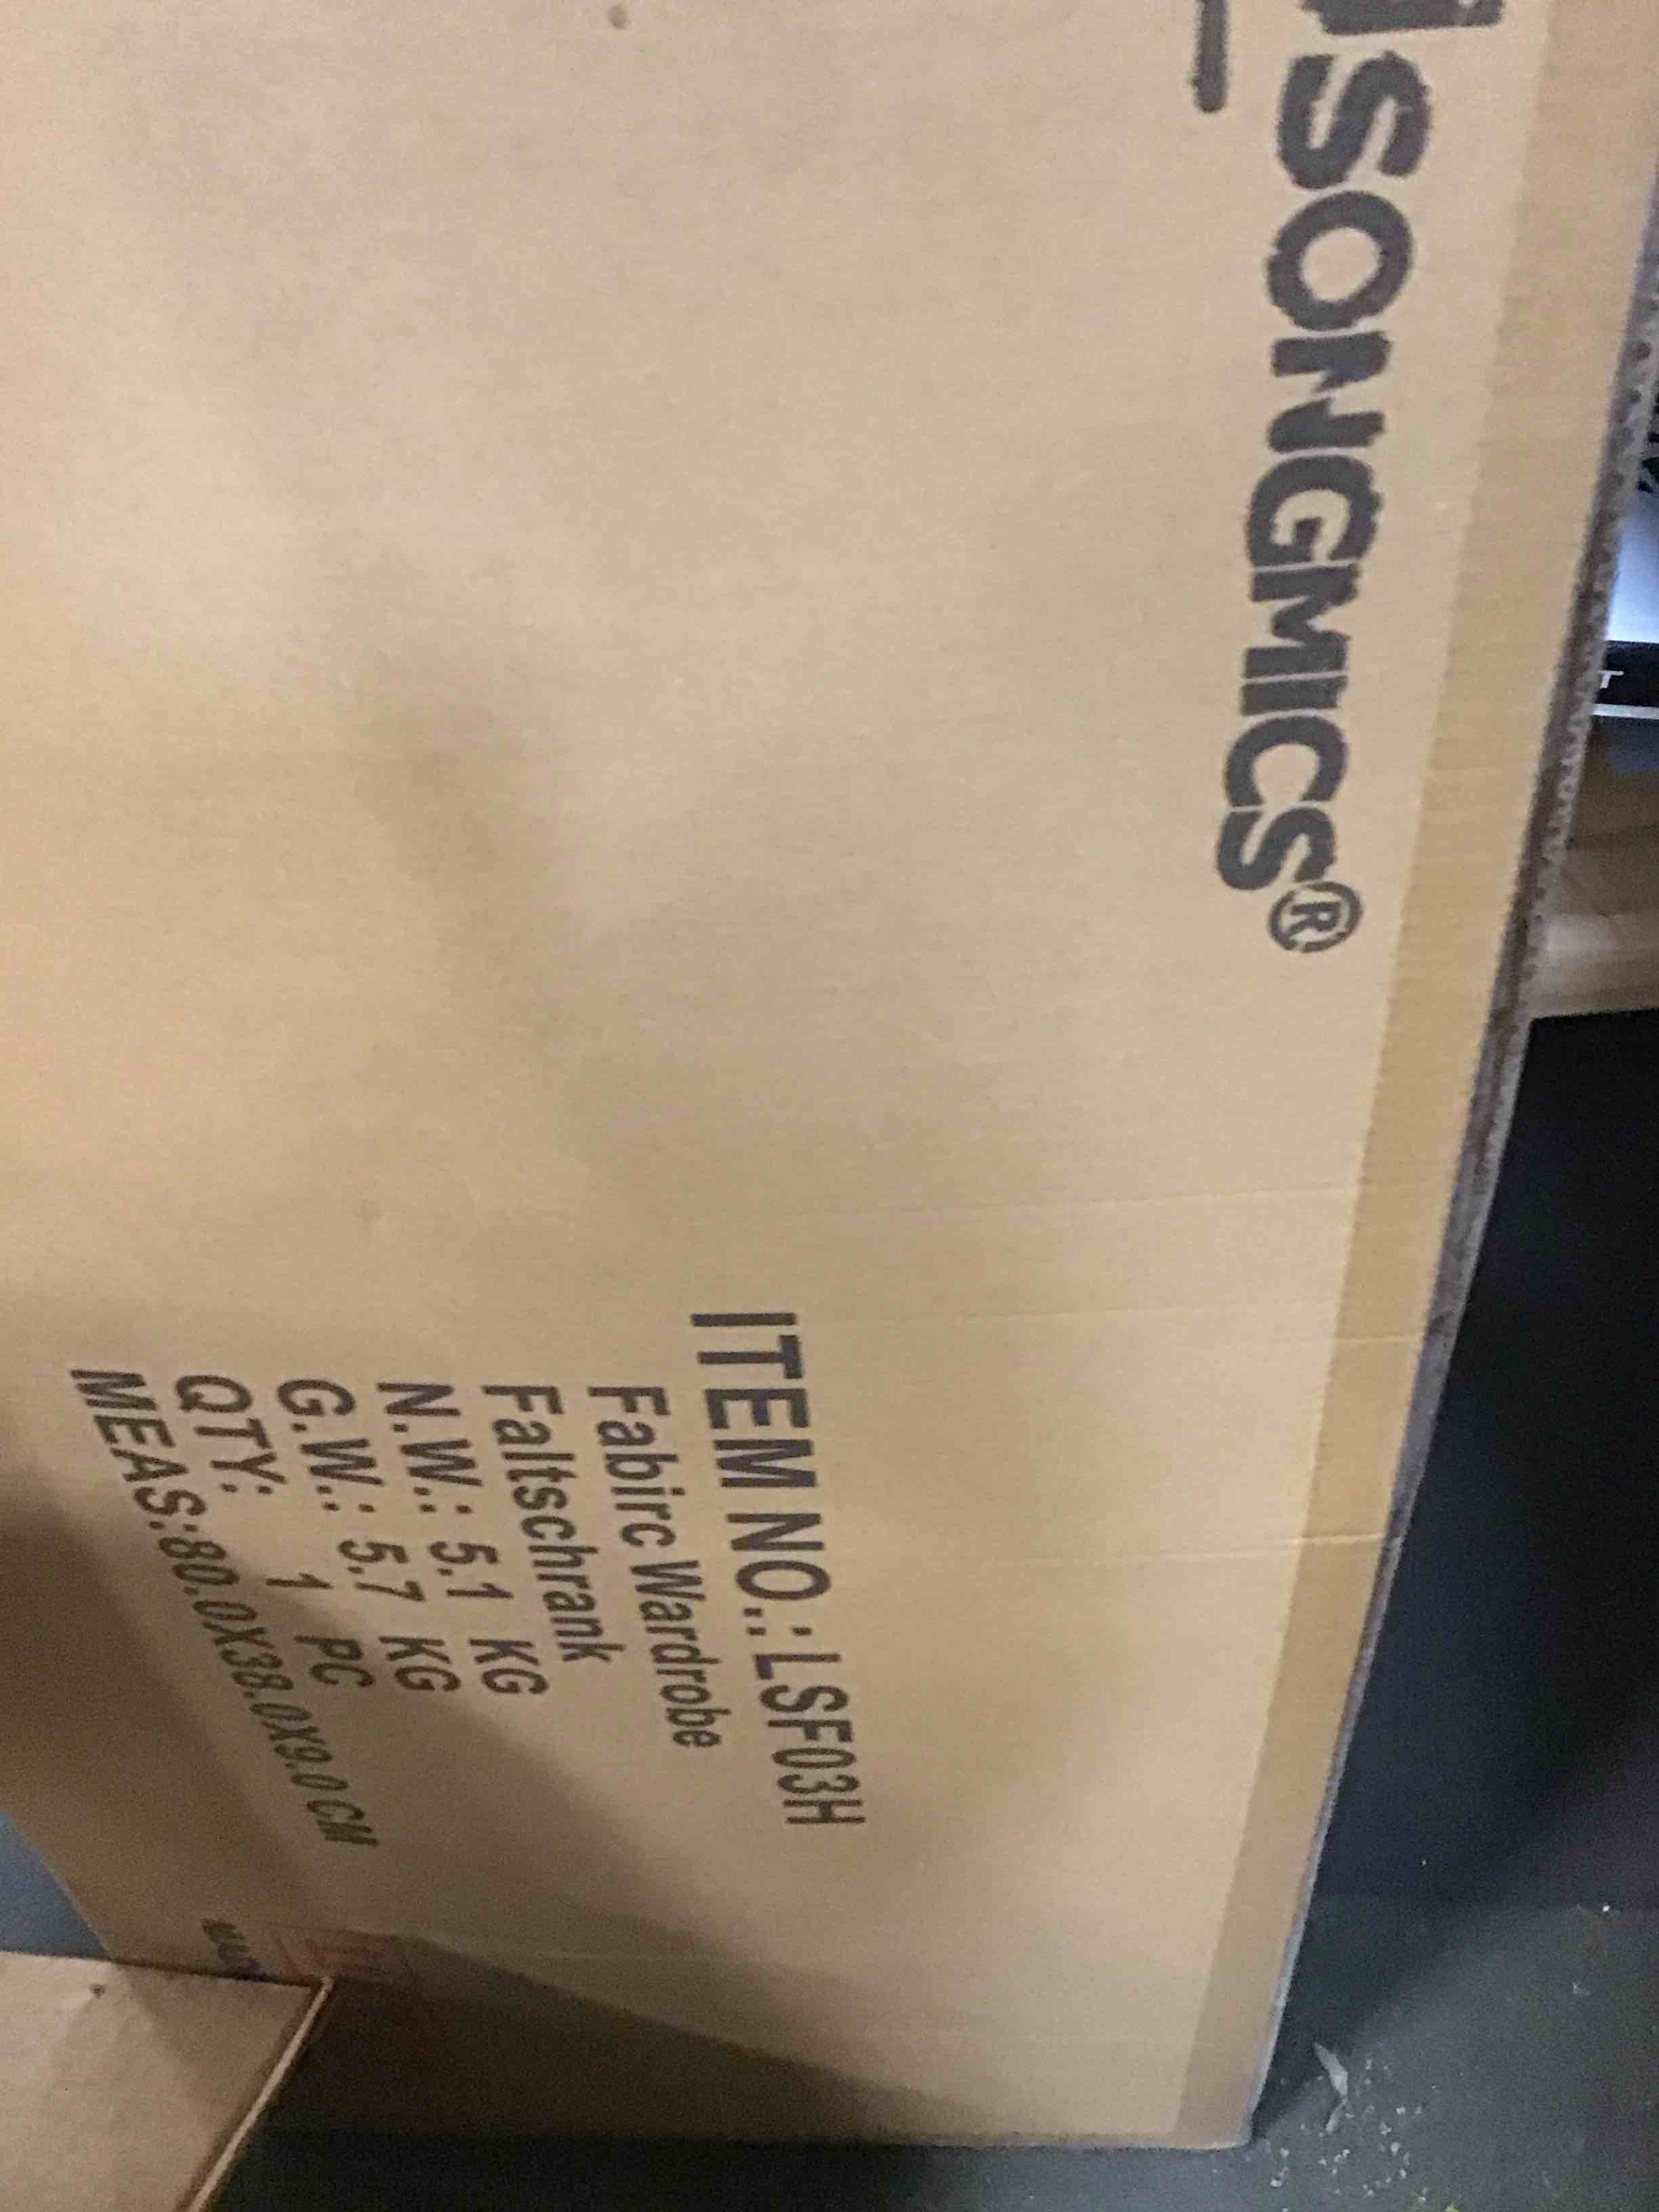 SONGMICS®
ITEM NO.: LSF03H
Fabirc Wardrobe
Faltschrank
N.W.: 5.1 KG
G.W.: 5.7 KG
QTY: 1 PC
MEAS:80.0X38.0X9.0 CM